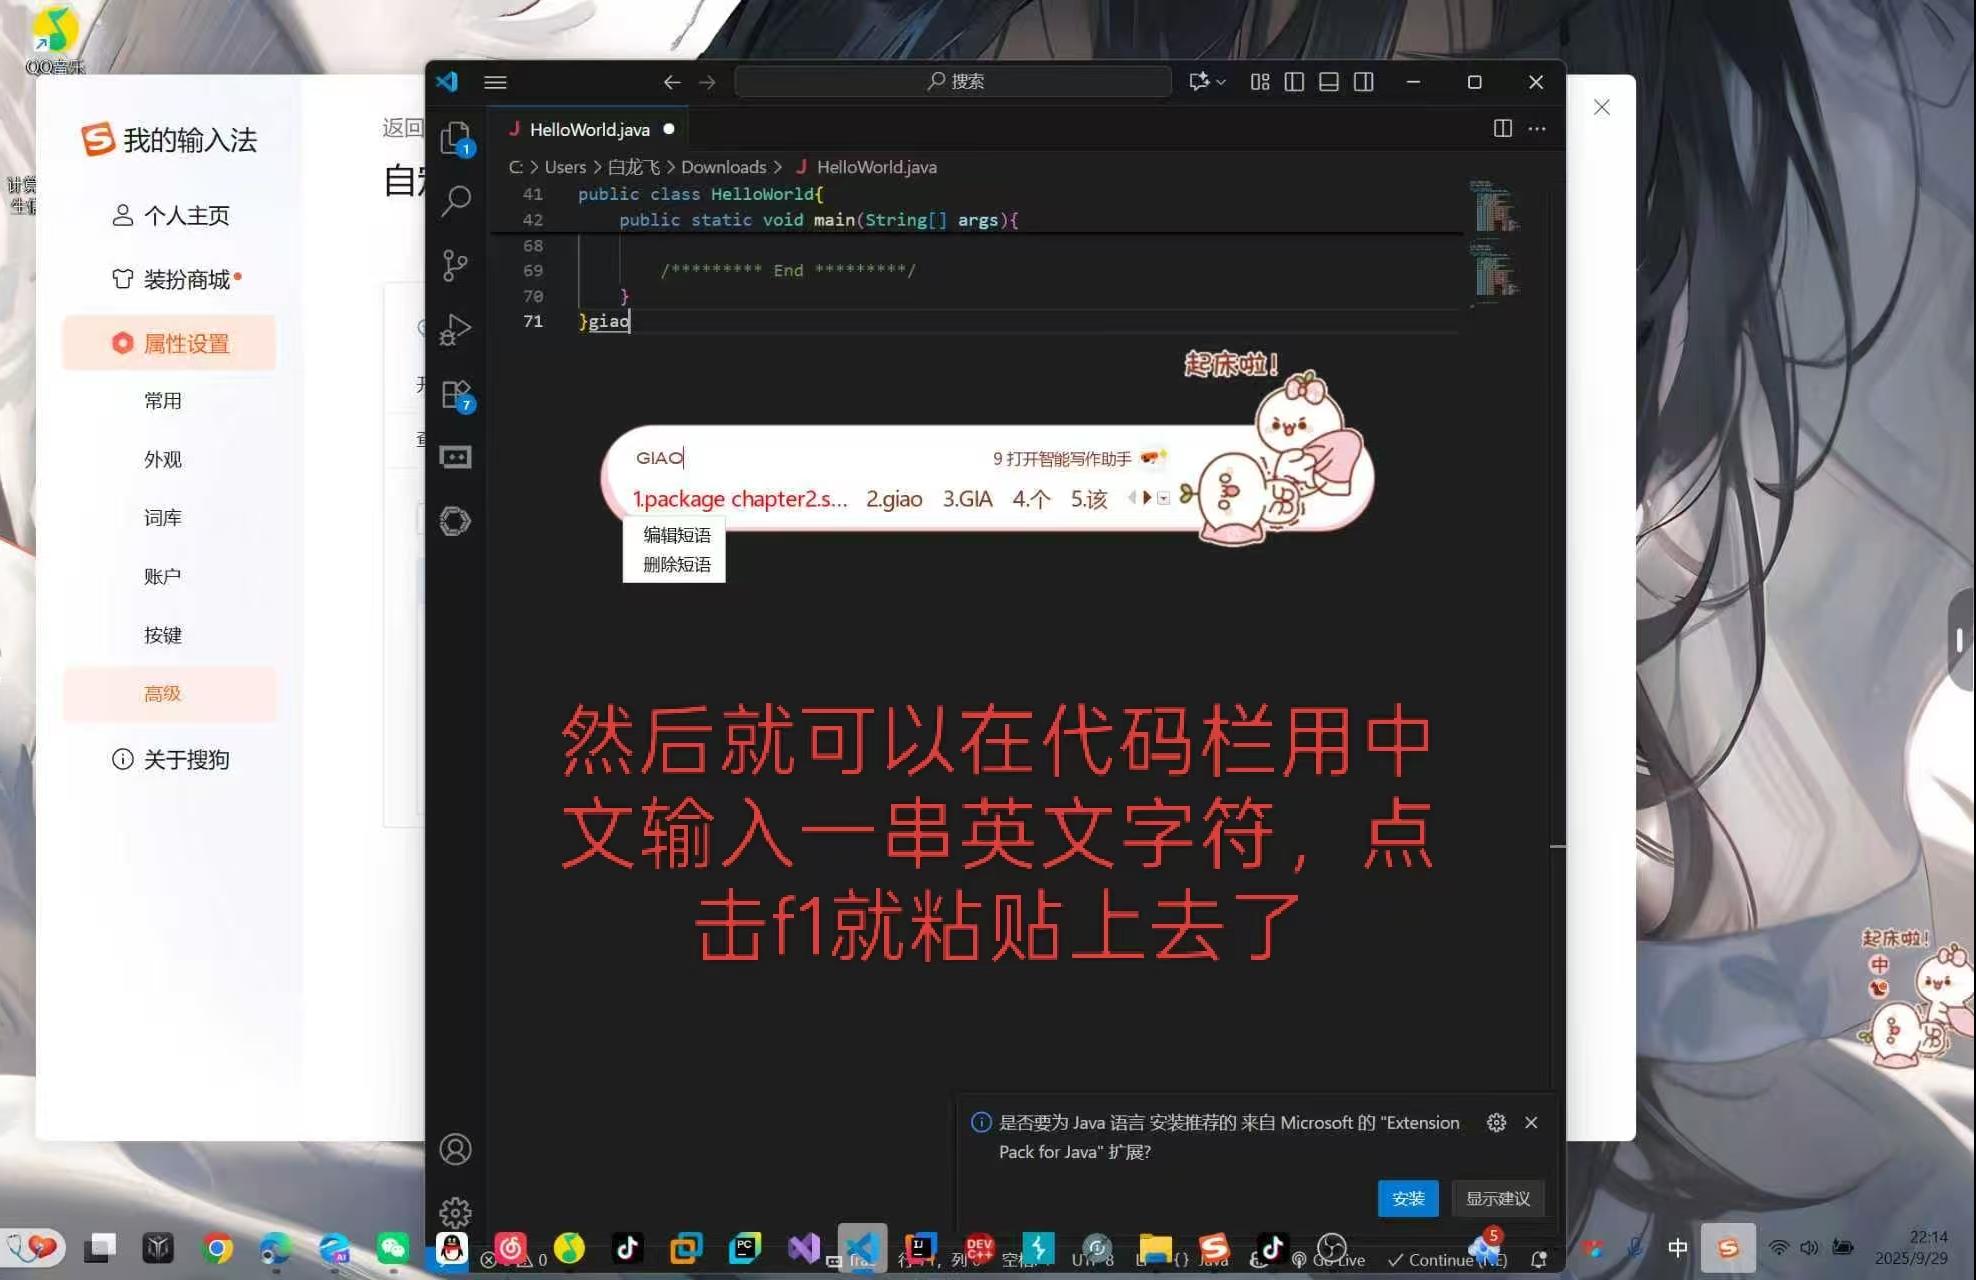 QQ音乐
我的输入法
个人主页
装扮商城
属性设置
常用
外观
词库
账户
按键
高级
关于搜狗
返回
搜索
HelloWorld.java
C: > Users > 白龙飞 > Downloads > J HelloWorld.java
41 public class HelloWorld{
42 public static void main(String[] args){
68
69 /********* End *********/
70 }
71 }giao
1
7
起床啦!
GIAO
9 打开智能写作助手
1.package chapter2.s... 2.giao 3.GIA 4.个 5.该
编辑短语
删除短语
然后就可以在代码栏用中
文输入一串英文字符，点
击f1就粘贴上去了
起床啦!
中
是否要为 Java 语言 安装推荐的 来自 Microsoft 的 "Extension
Pack for Java" 扩展?
安装
显示建议
Go Live
Continue
5
中
22:14
2025/9/29